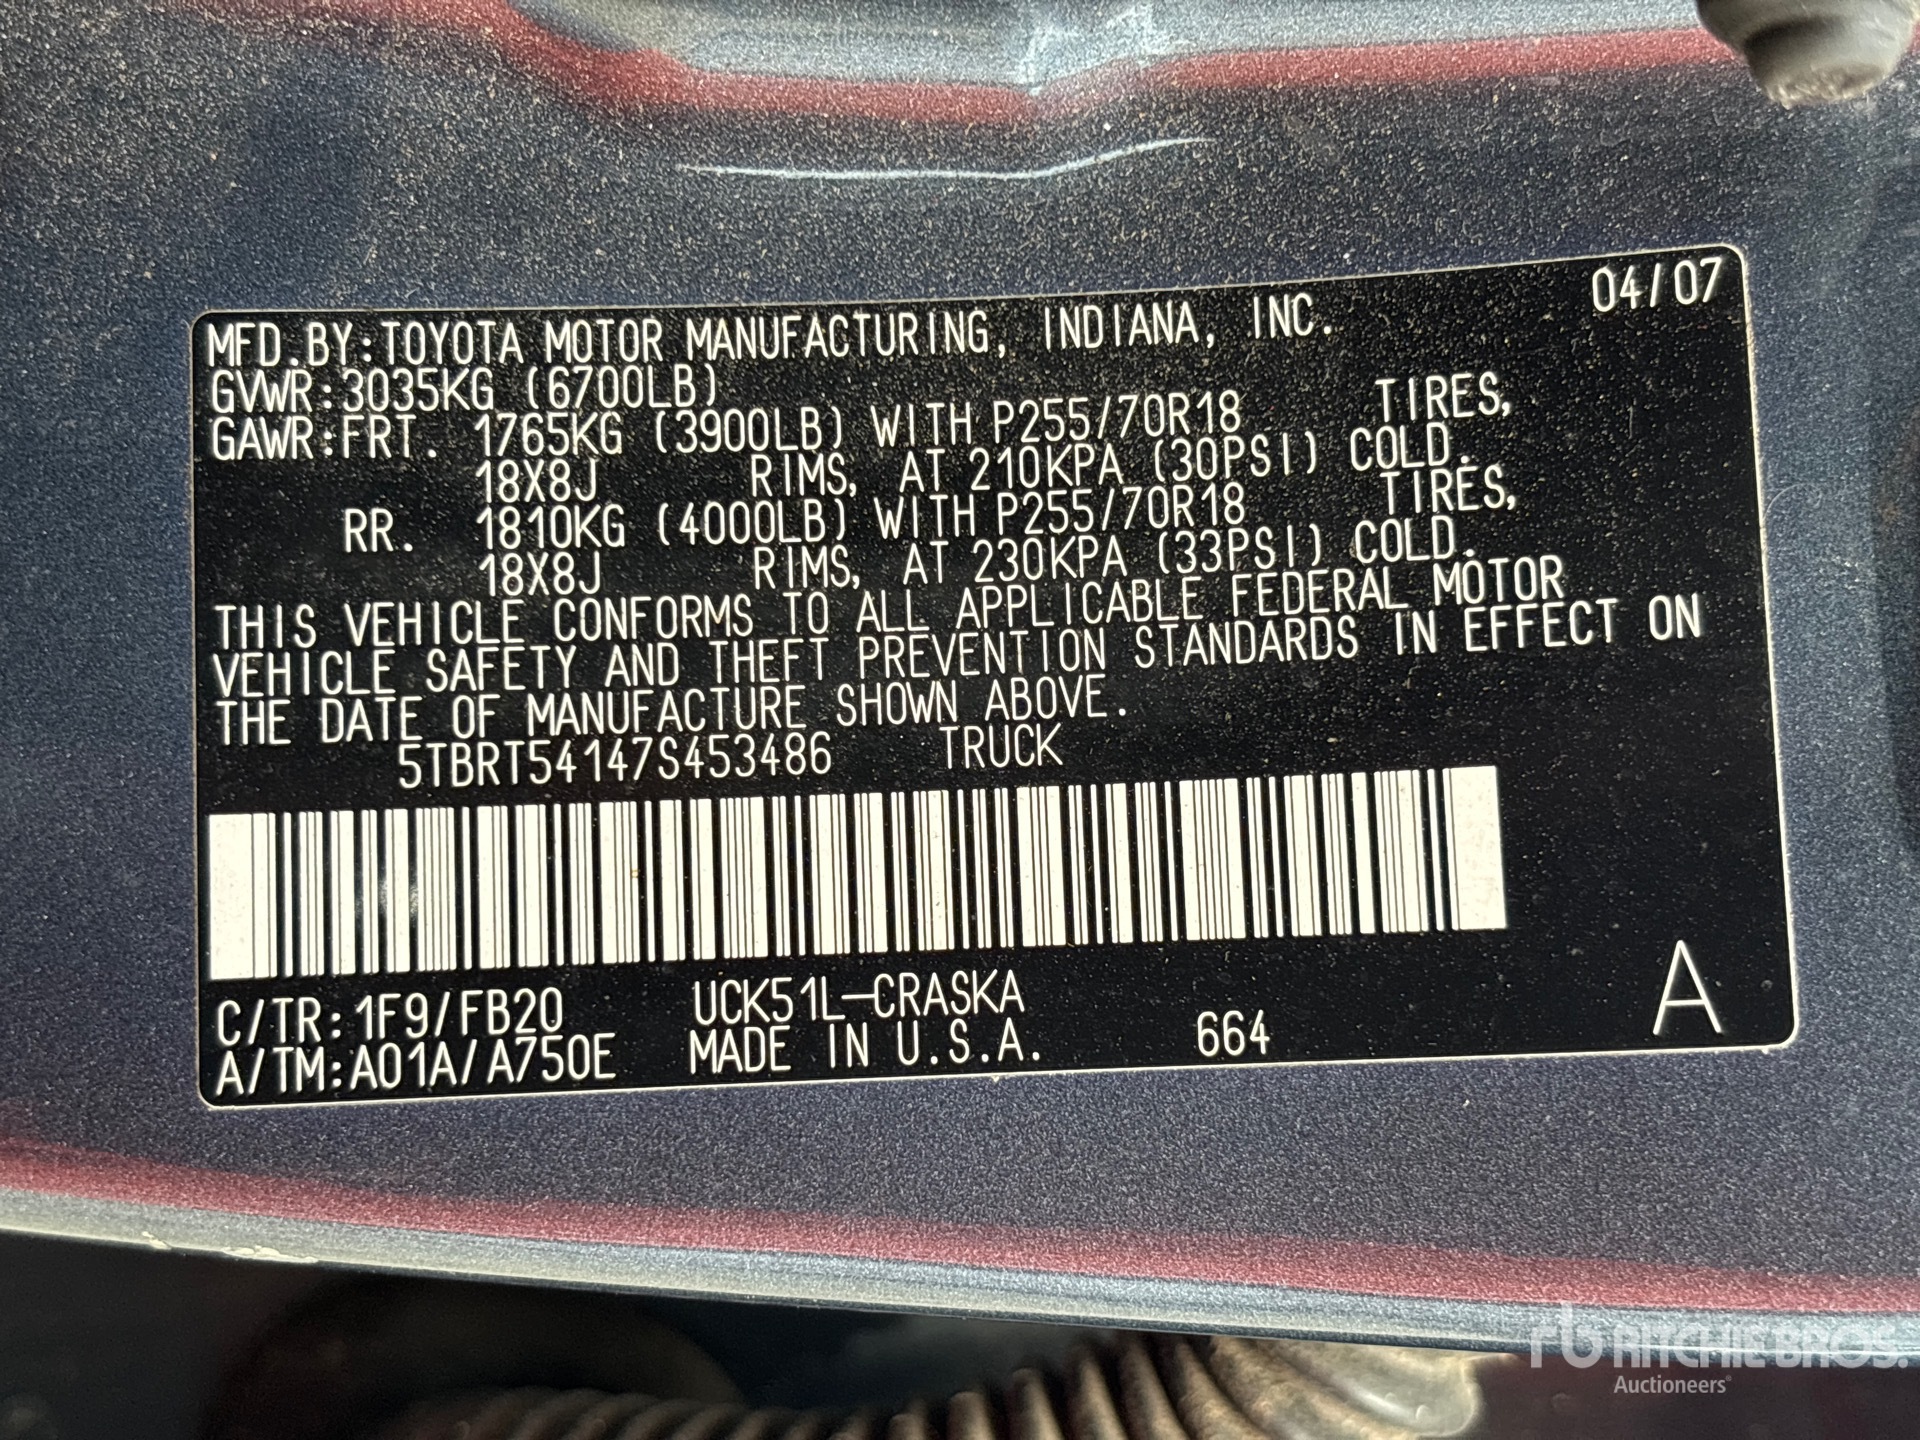 04/07
MFD.BY:TOYOTA MOTOR MANUFACTURING, INDIANA, INC.
GVWR:3035KG (6700LB)
GAWR:FRT. 1765KG (3900LB) WITH P255/70R18 TIRES,
18X8J RIMS, AT 210KPA (30PSI) COLD.
RR. 1810KG (4000LB) WITH P255/70R18 TIRES,
18X8J RIMS, AT 230KPA (33PSI) COLD.
THIS VEHICLE CONFORMS TO ALL APPLICABLE FEDERAL MOTOR
VEHICLE SAFETY AND THEFT PREVENTION STANDARDS IN EFFECT ON
THE DATE OF MANUFACTURE SHOWN ABOVE.
5TBRT54147S453486 TRUCK
C/TR:1F9/FB20 UCK51L-CRASKA
A/TM:A01A/A750E MADE IN U.S.A. 664 A
rb RITCHIE BROS.
Auctioneers®